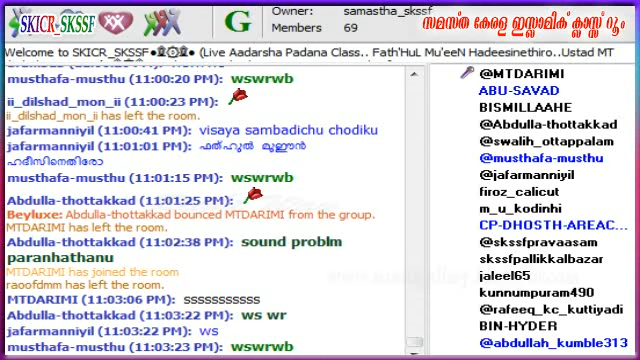 SKICR_SKSSF
G
Owner: samastha_skssf
Members 69
സമസ്ത കേരള ഇസ്ലാമിക് ക്ലാസ്സ് റൂം
Welcome to SKICR_SKSSF (Live Aadarsha Padana Class.. Fath'HuL Mu'eeN Hadeesinethiro..Ustad MT
musthafa-musthu (11:00:20 PM): wswrwb
ii_dilshad_mon_ii (11:00:23 PM):
ii_dilshad_mon_ii has left the room.
jafarmanniyil (11:00:41 PM): visaya sambadichu chodiku
jafarmanniyil (11:01:01 PM): ഫത്ഹുൽ മുഈൻ
ഹദീസിനെതിരോ
musthafa-musthu (11:01:15 PM): wswrwb
Abdulla-thottakkad (11:01:25 PM):
Beyluxe: Abdulla-thottakkad bounced MTDARIMI from the group.
MTDARIMI has left the room.
Abdulla-thottakkad (11:02:38 PM): sound problm
paranhathanu
MTDARIMI has joined the room
raoofdmm has left the room.
MTDARIMI (11:03:06 PM): sssssssssss
Abdulla-thottakkad (11:03:22 PM): ws wr
jafarmanniyil (11:03:22 PM): ws
musthafa-musthu (11:03:23 PM): wswrwb
@MTDARIMI
ABU-SAVAD
BISMILLAAHE
@Abdulla-thottakkad
@swalih_ottappalam
@musthafa-musthu
@jafarmanniyil
firoz_calicut
m_u_kodinhi
CP-DHOSTH-AREAC...
@skssfpravaasam
skssfpallikkalbazar
jaleel65
kunnumpuram490
@rafeeq_kc_kuttiyadi
BIN-HYDER
@abdullah_kumble313